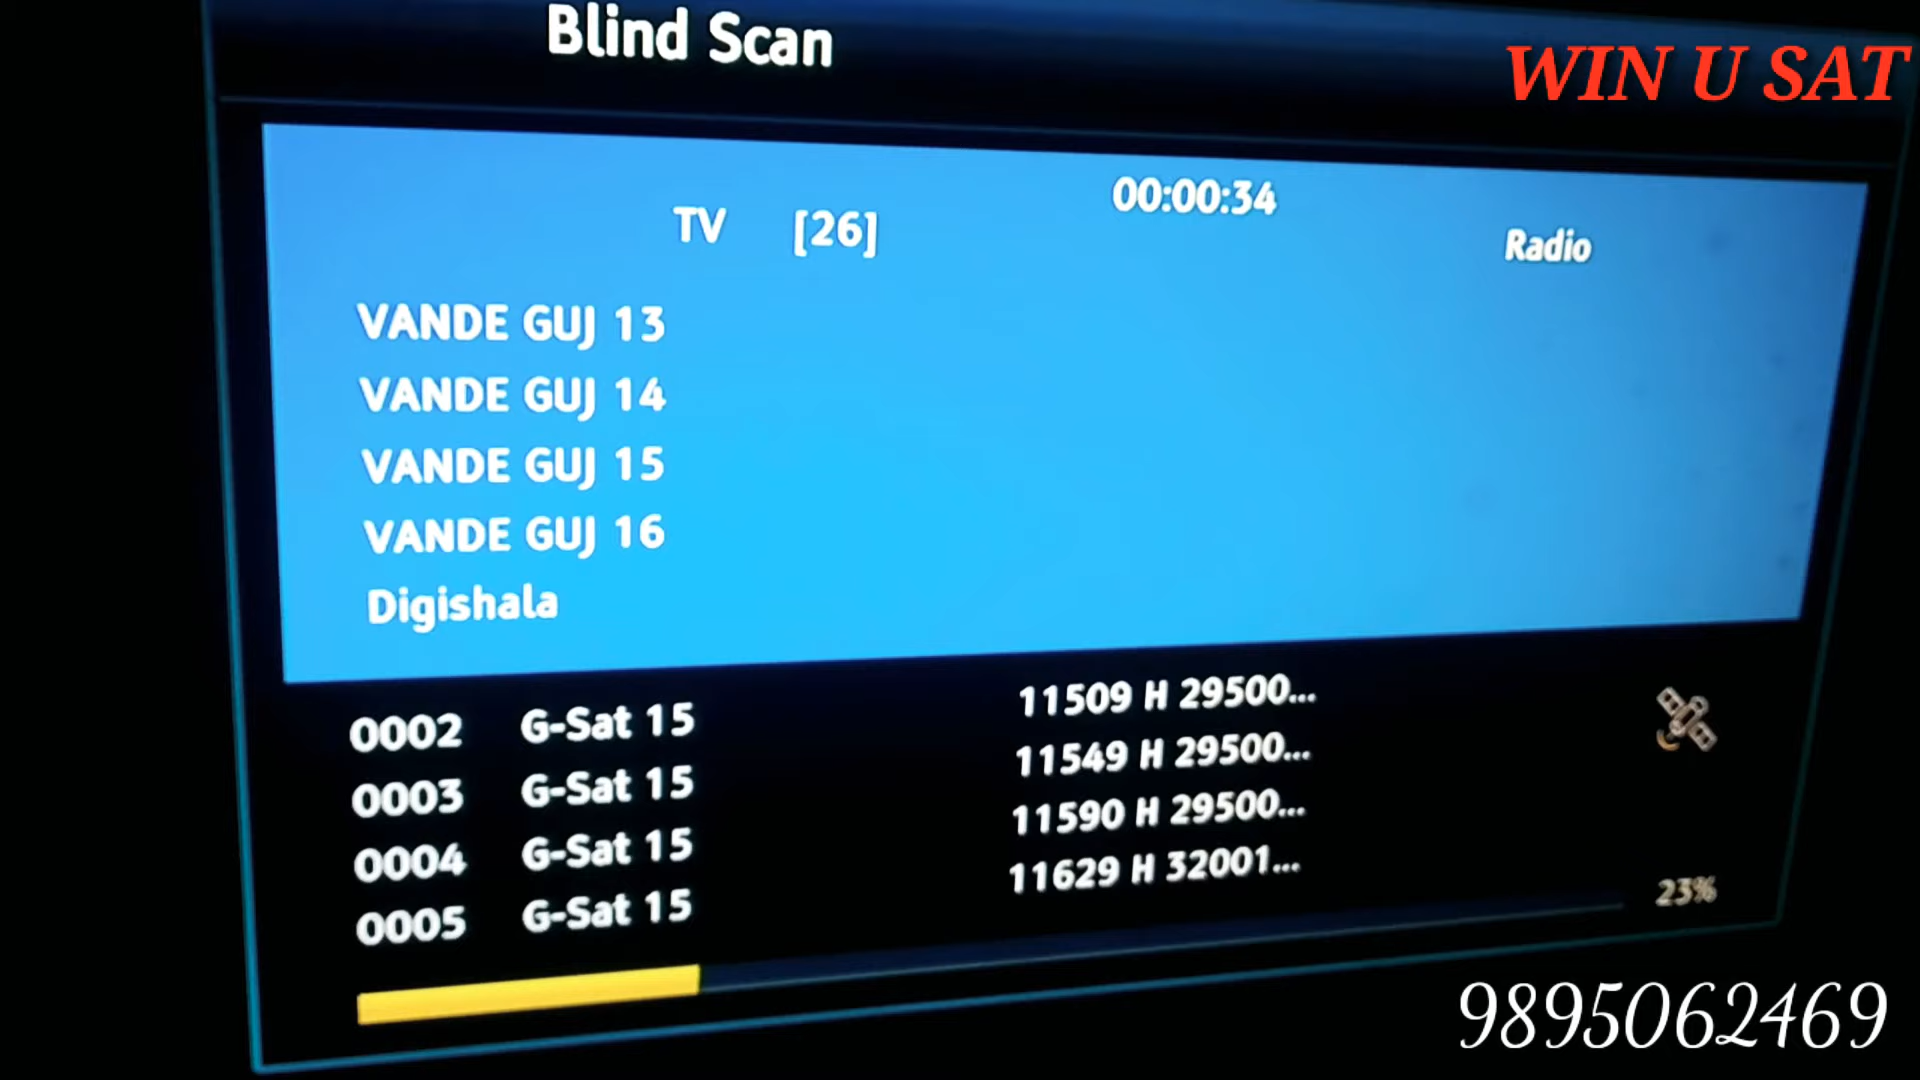 Blind Scan
WIN U SAT
00:00:34
TV [26]
Radio
VANDE GUJ 13
VANDE GUJ 14
VANDE GUJ 15
VANDE GUJ 16
Digishala
0002 G-Sat 15 11509 H 29500...
0003 G-Sat 15 11549 H 29500...
0004 G-Sat 15 11590 H 29500...
0005 G-Sat 15 11629 H 32001...
23%
9895062469